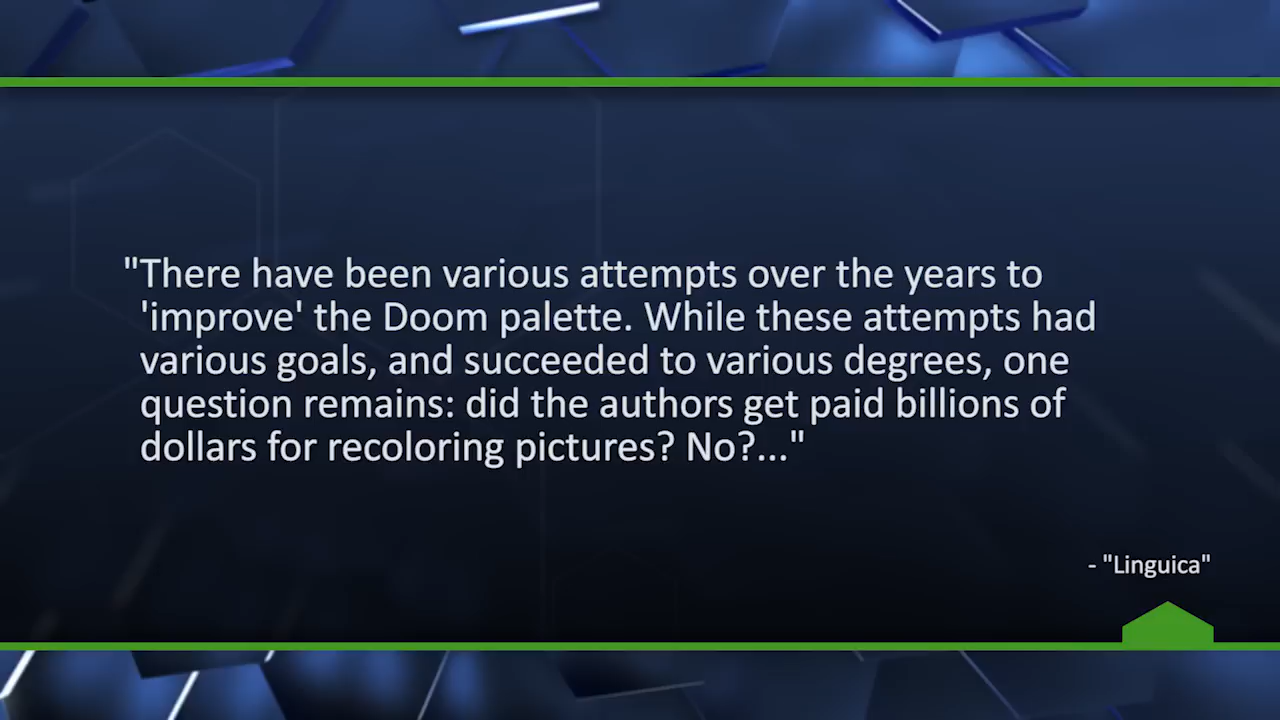 "There have been various attempts over the years to
'improve' the Doom palette. While these attempts had
various goals, and succeeded to various degrees, one
question remains: did the authors get paid billions of
dollars for recoloring pictures? No?..."
- "Linguica"